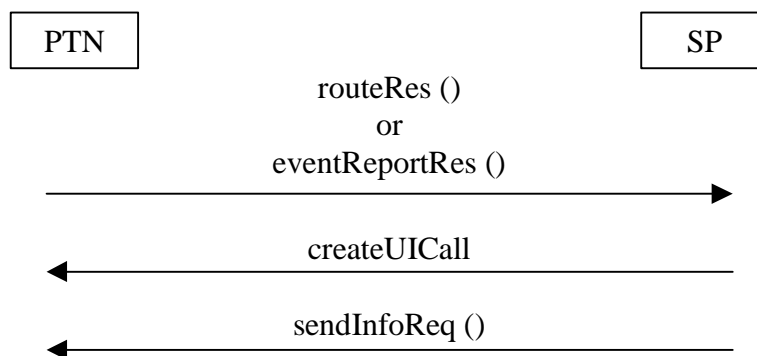 PTN
SP
routeRes ()
or
eventReportRes ()
createUICall
sendInfoReq ()